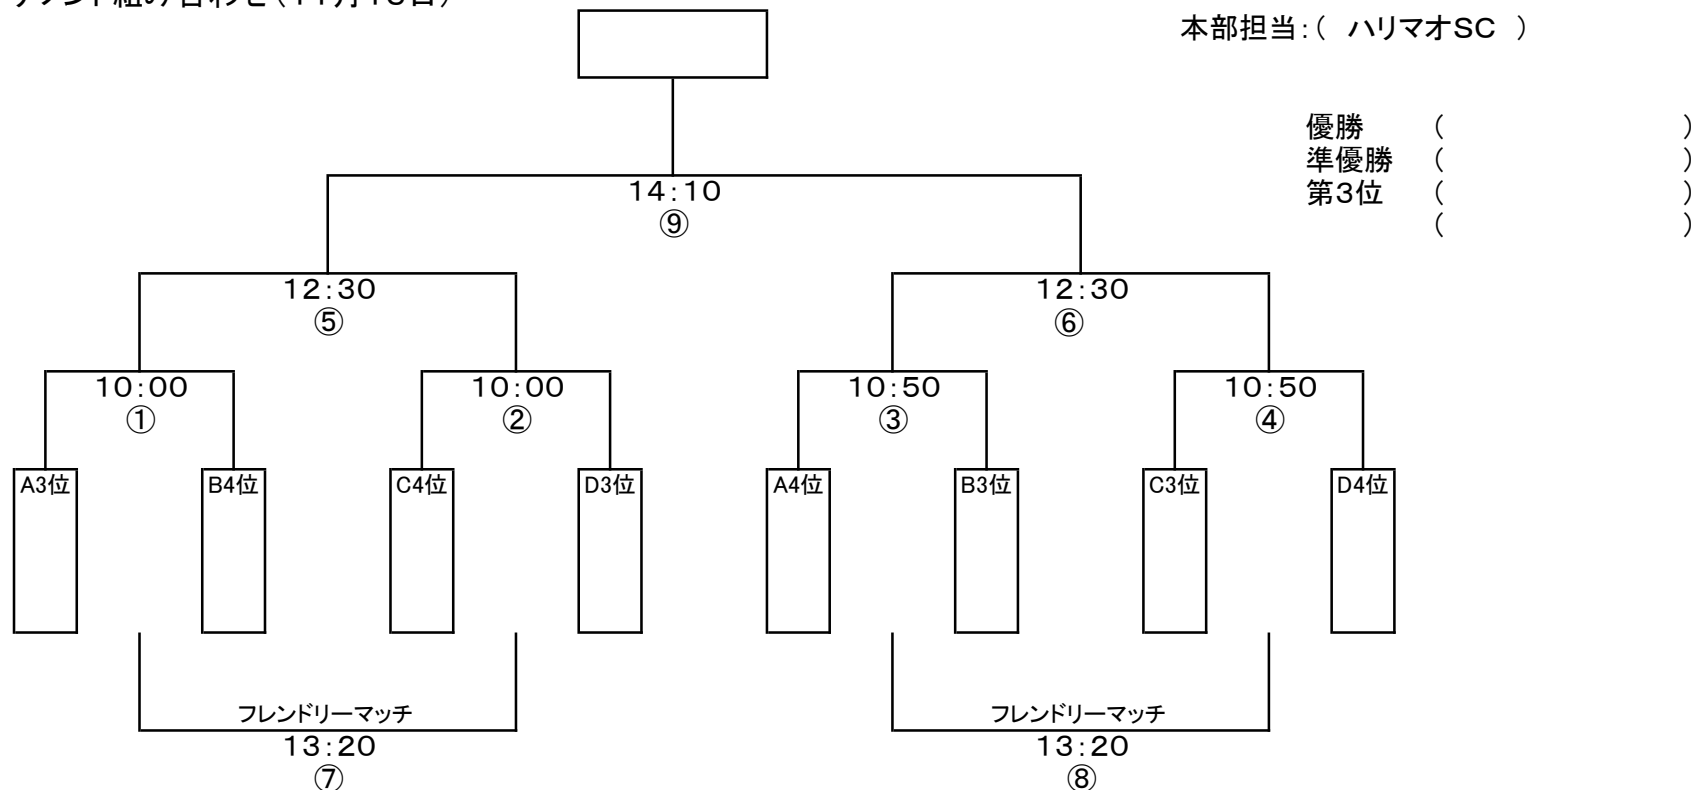 本部担当：（　ハリマオSC　）
優勝　　（　　　　　　　　）
準優勝　（　　　　　　　　）
第3位　　（　　　　　　　　）
（　　　　　　　　）
14：10
⑨
12：30　12：30
⑤　⑥
10：00　10：00　10：50　10：50
①　②　③　④
A3位　B4位　C4位　D3位　A4位　B3位　C3位　D4位
フレンドリーマッチ　フレンドリーマッチ
13：20　13：20
⑦　⑧